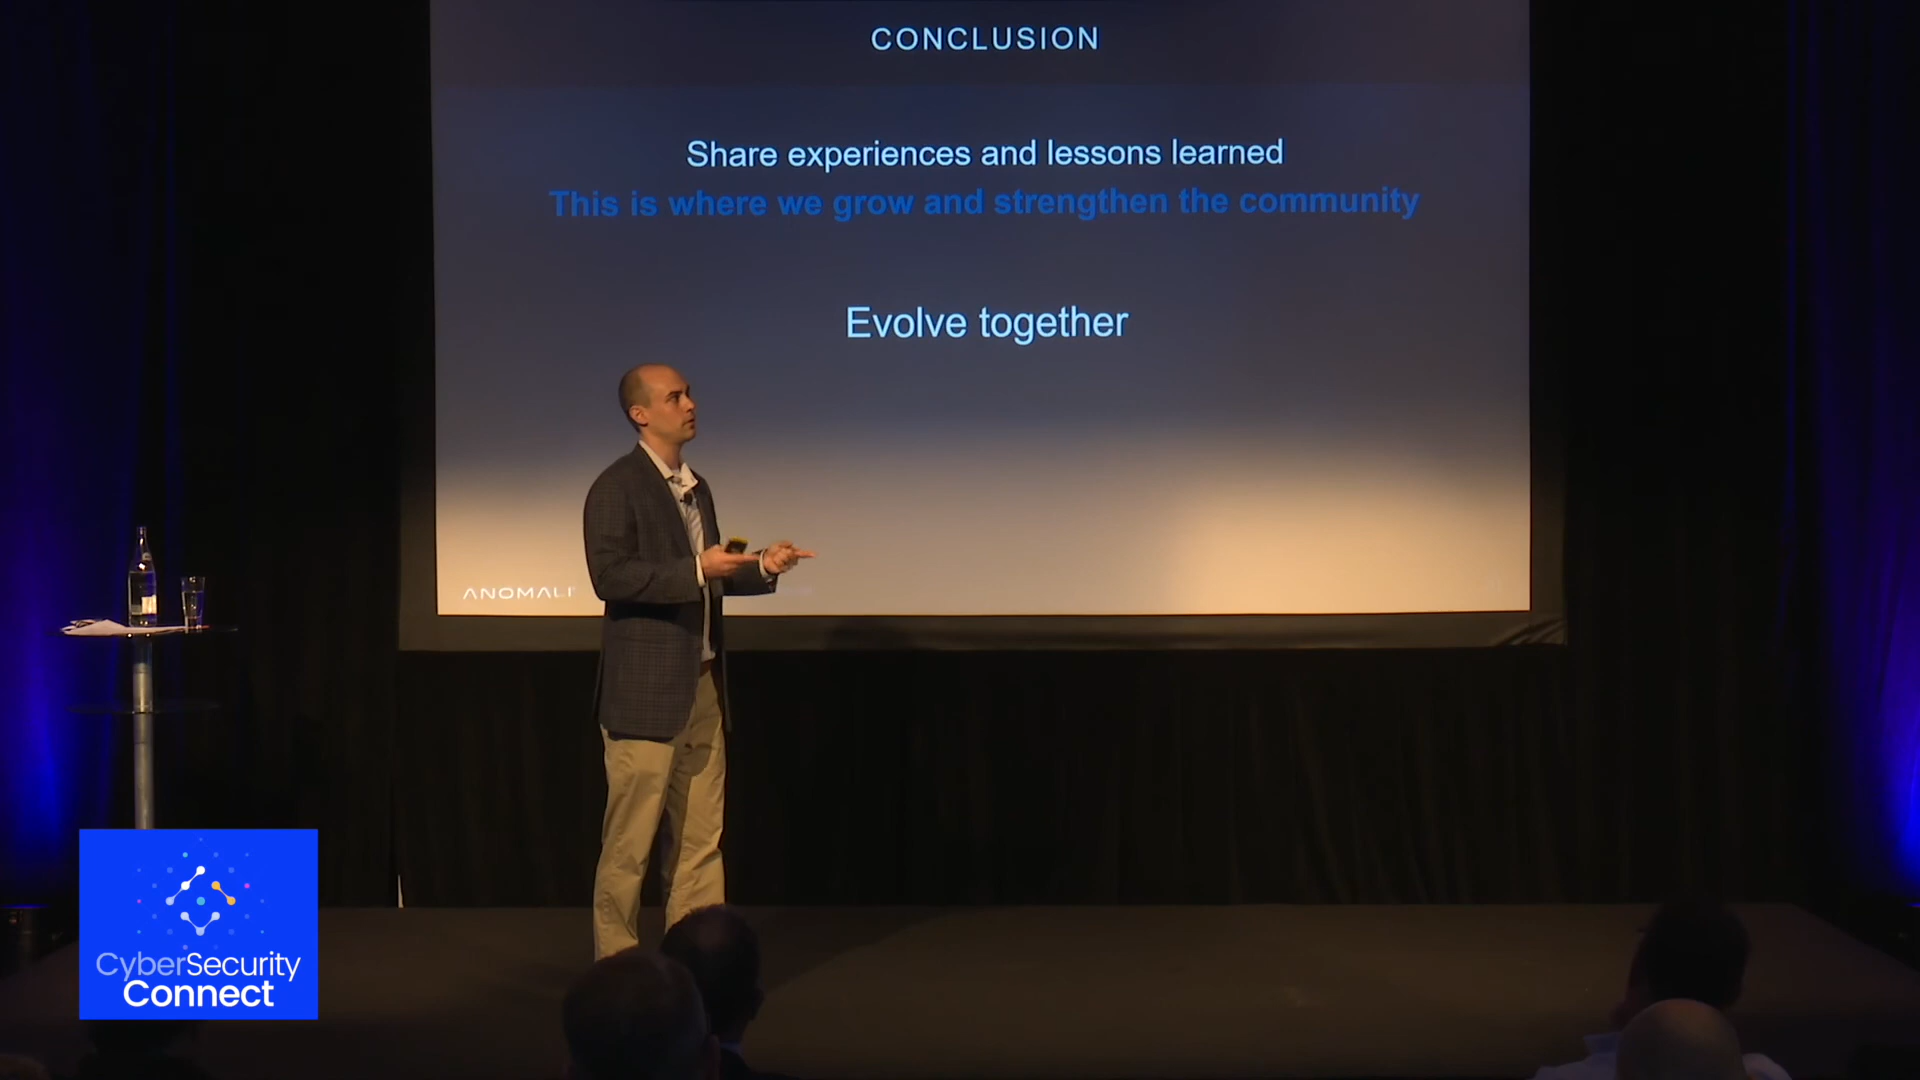 CONCLUSION
Share experiences and lessons learned
This is where we grow and strengthen the community
Evolve together
ANOMALI
CyberSecurity
Connect